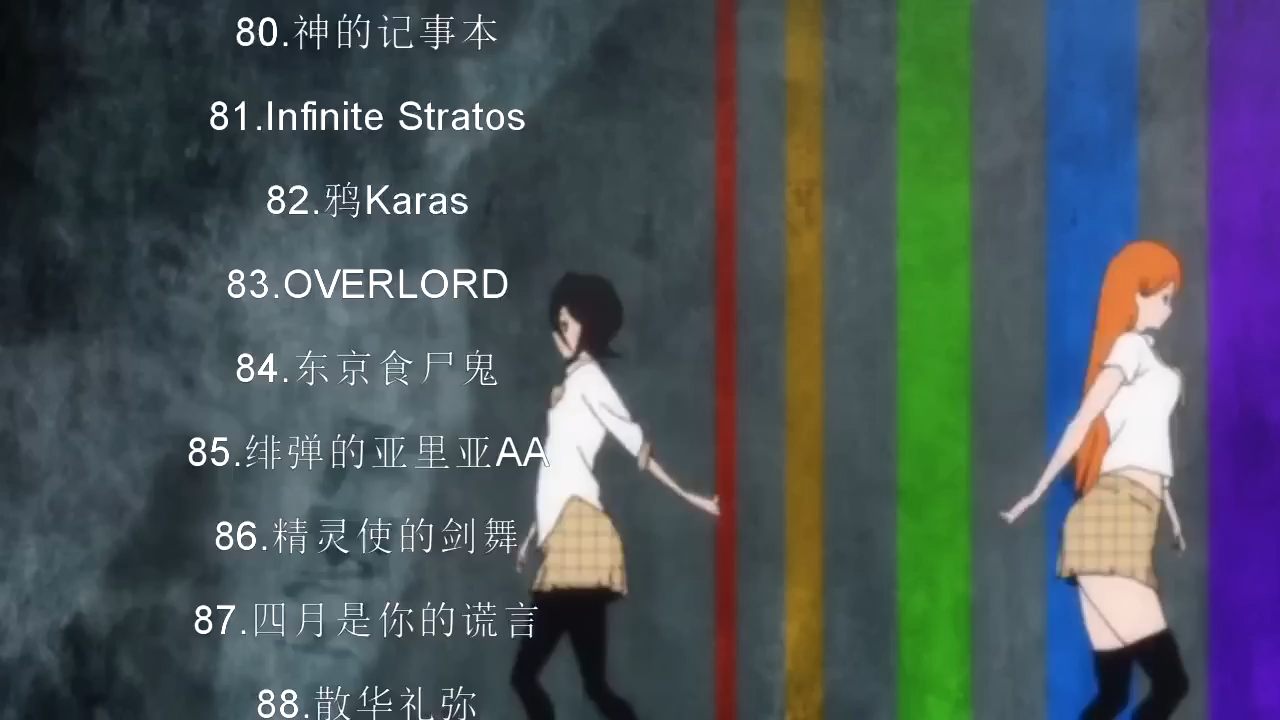 80.神的记事本
81.Infinite Stratos
82.鸦Karas
83.OVERLORD
84.东京食尸鬼
85.绯弹的亚里亚AA
86.精灵使的剑舞
87.四月是你的谎言
88.散华礼弥